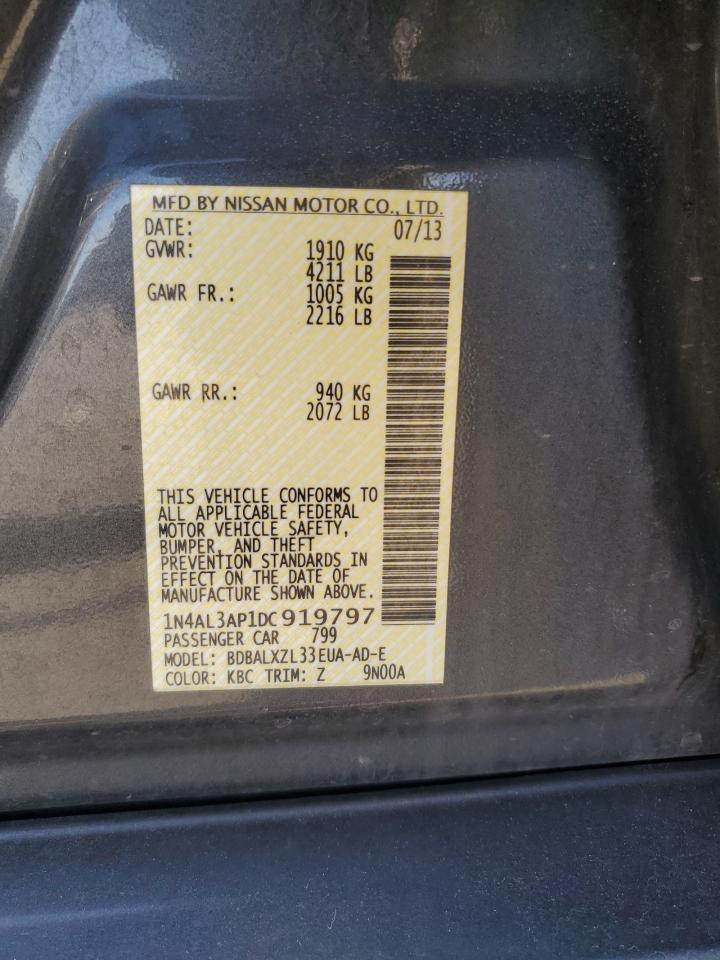 MFD BY NISSAN MOTOR CO., LTD.
DATE: 07/13
GVWR: 1910 KG
4211 LB
GAWR FR.: 1005 KG
2216 LB
GAWR RR.: 940 KG
2072 LB
THIS VEHICLE CONFORMS TO
ALL APPLICABLE FEDERAL
MOTOR VEHICLE SAFETY,
BUMPER, AND THEFT
PREVENTION STANDARDS IN
EFFECT ON THE DATE OF
MANUFACTURE SHOWN ABOVE.
1N4AL3AP1DC919797
PASSENGER CAR 799
MODEL: BDBALXZL33EUA-AD-E
COLOR: KBC TRIM: Z 9N00A